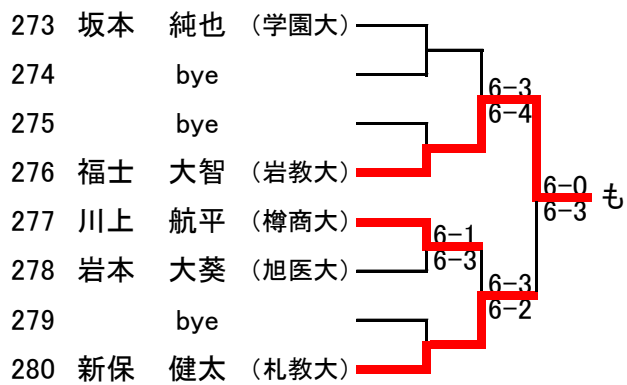 273 坂本 純也 (学園大)
274 bye
275 bye
276 福士 大智 (岩教大)
277 川上 航平 (樽商大)
278 岩本 大葵 (旭医大)
279 bye
280 新保 健太 (札教大)
6-3
6-4
6-1
6-3
6-3
6-2
6-0
6-3
も